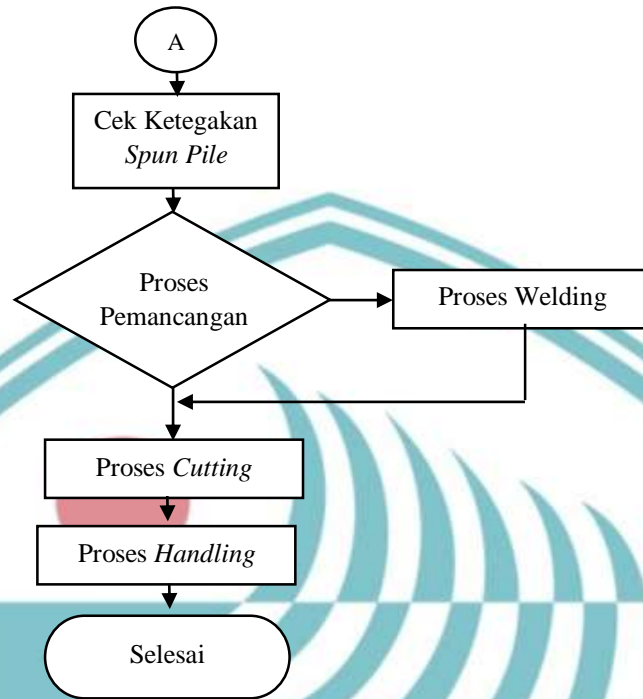 A
Cek Ketegakan
Spun Pile
Proses
Pemancangan
Proses Welding
Proses Cutting
Proses Handling
Selesai